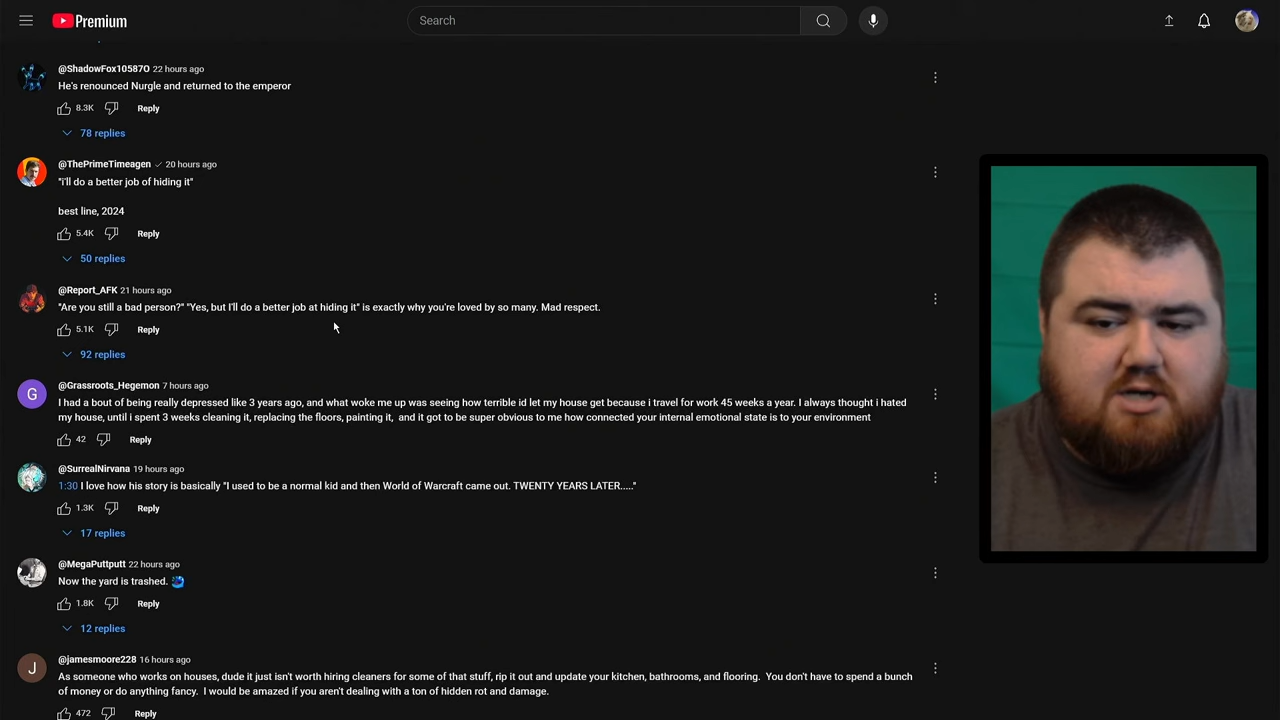 Premium
Search
@ShadowFox10587O 22 hours ago
He's renounced Nurgle and returned to the emperor
8.3K Reply
78 replies
@ThePrimeTimeagen 20 hours ago
"i'll do a better job of hiding it"
best line, 2024
5.4K Reply
50 replies
@Report_AFK 21 hours ago
"Are you still a bad person?" "Yes, but I'll do a better job at hiding it" is exactly why you're loved by so many. Mad respect.
5.1K Reply
92 replies
G
@Grassroots_Hegemon 7 hours ago
I had a bout of being really depressed like 3 years ago, and what woke me up was seeing how terrible id let my house get because i travel for work 45 weeks a year. I always thought i hated
my house, until i spent 3 weeks cleaning it, replacing the floors, painting it, and it got to be super obvious to me how connected your internal emotional state is to your environment
42 Reply
@SurrealNirvana 19 hours ago
1:30 I love how his story is basically "I used to be a normal kid and then World of Warcraft came out. TWENTY YEARS LATER....."
1.3K Reply
17 replies
@MegaPuttputt 22 hours ago
Now the yard is trashed.
1.8K Reply
12 replies
J
@jamesmoore228 16 hours ago
As someone who works on houses, dude it just isn't worth hiring cleaners for some of that stuff, rip it out and update your kitchen, bathrooms, and flooring. You don't have to spend a bunch
of money or do anything fancy. I would be amazed if you aren't dealing with a ton of hidden rot and damage.
472 Reply